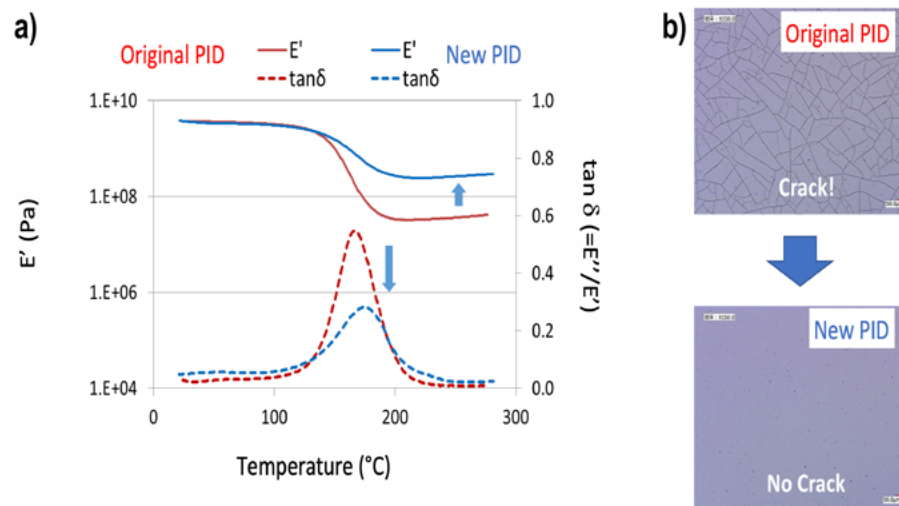 a)
Original PID
E'
tanδ
E'
tanδ
New PID
1.E+10
1.E+08
1.E+06
1.E+04
E' (Pa)
1.0
0.8
0.6
0.4
0.2
0.0
tan δ (=E''/E')
0 100 200 300
Temperature (°C)
b)
Original PID
Crack!
New PID
No Crack